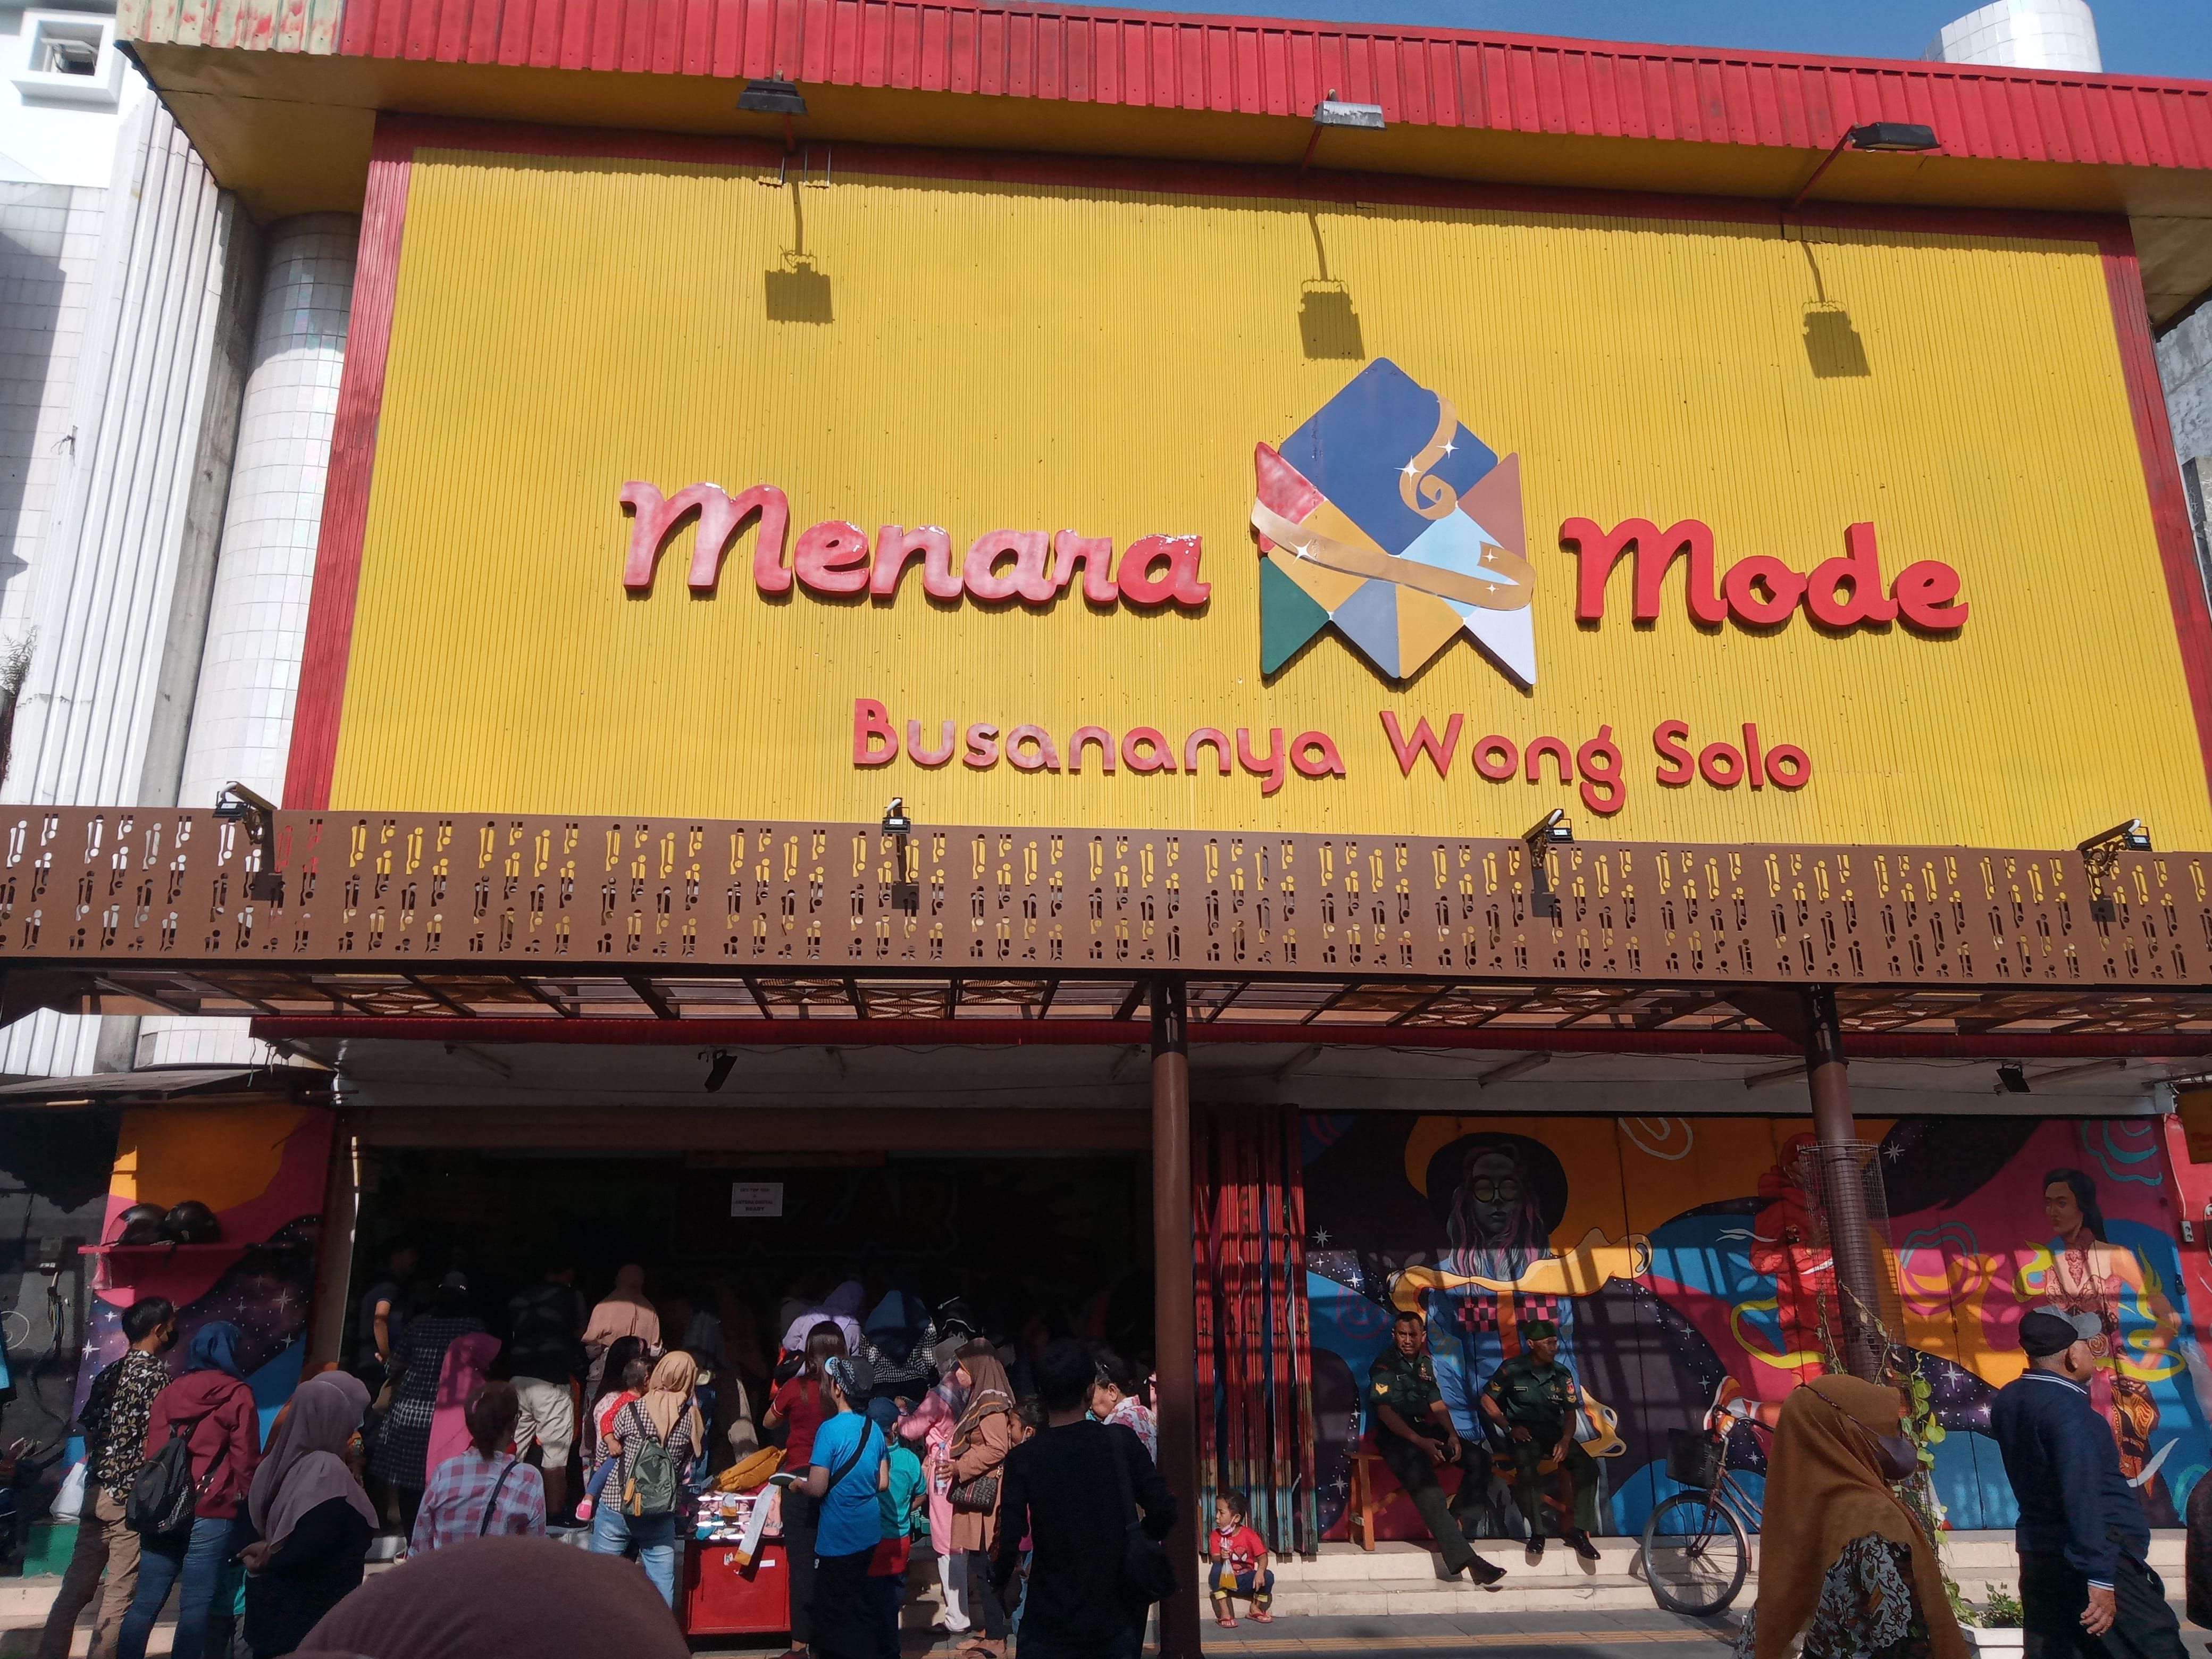 Menara Mode
Busananya Wong Solo